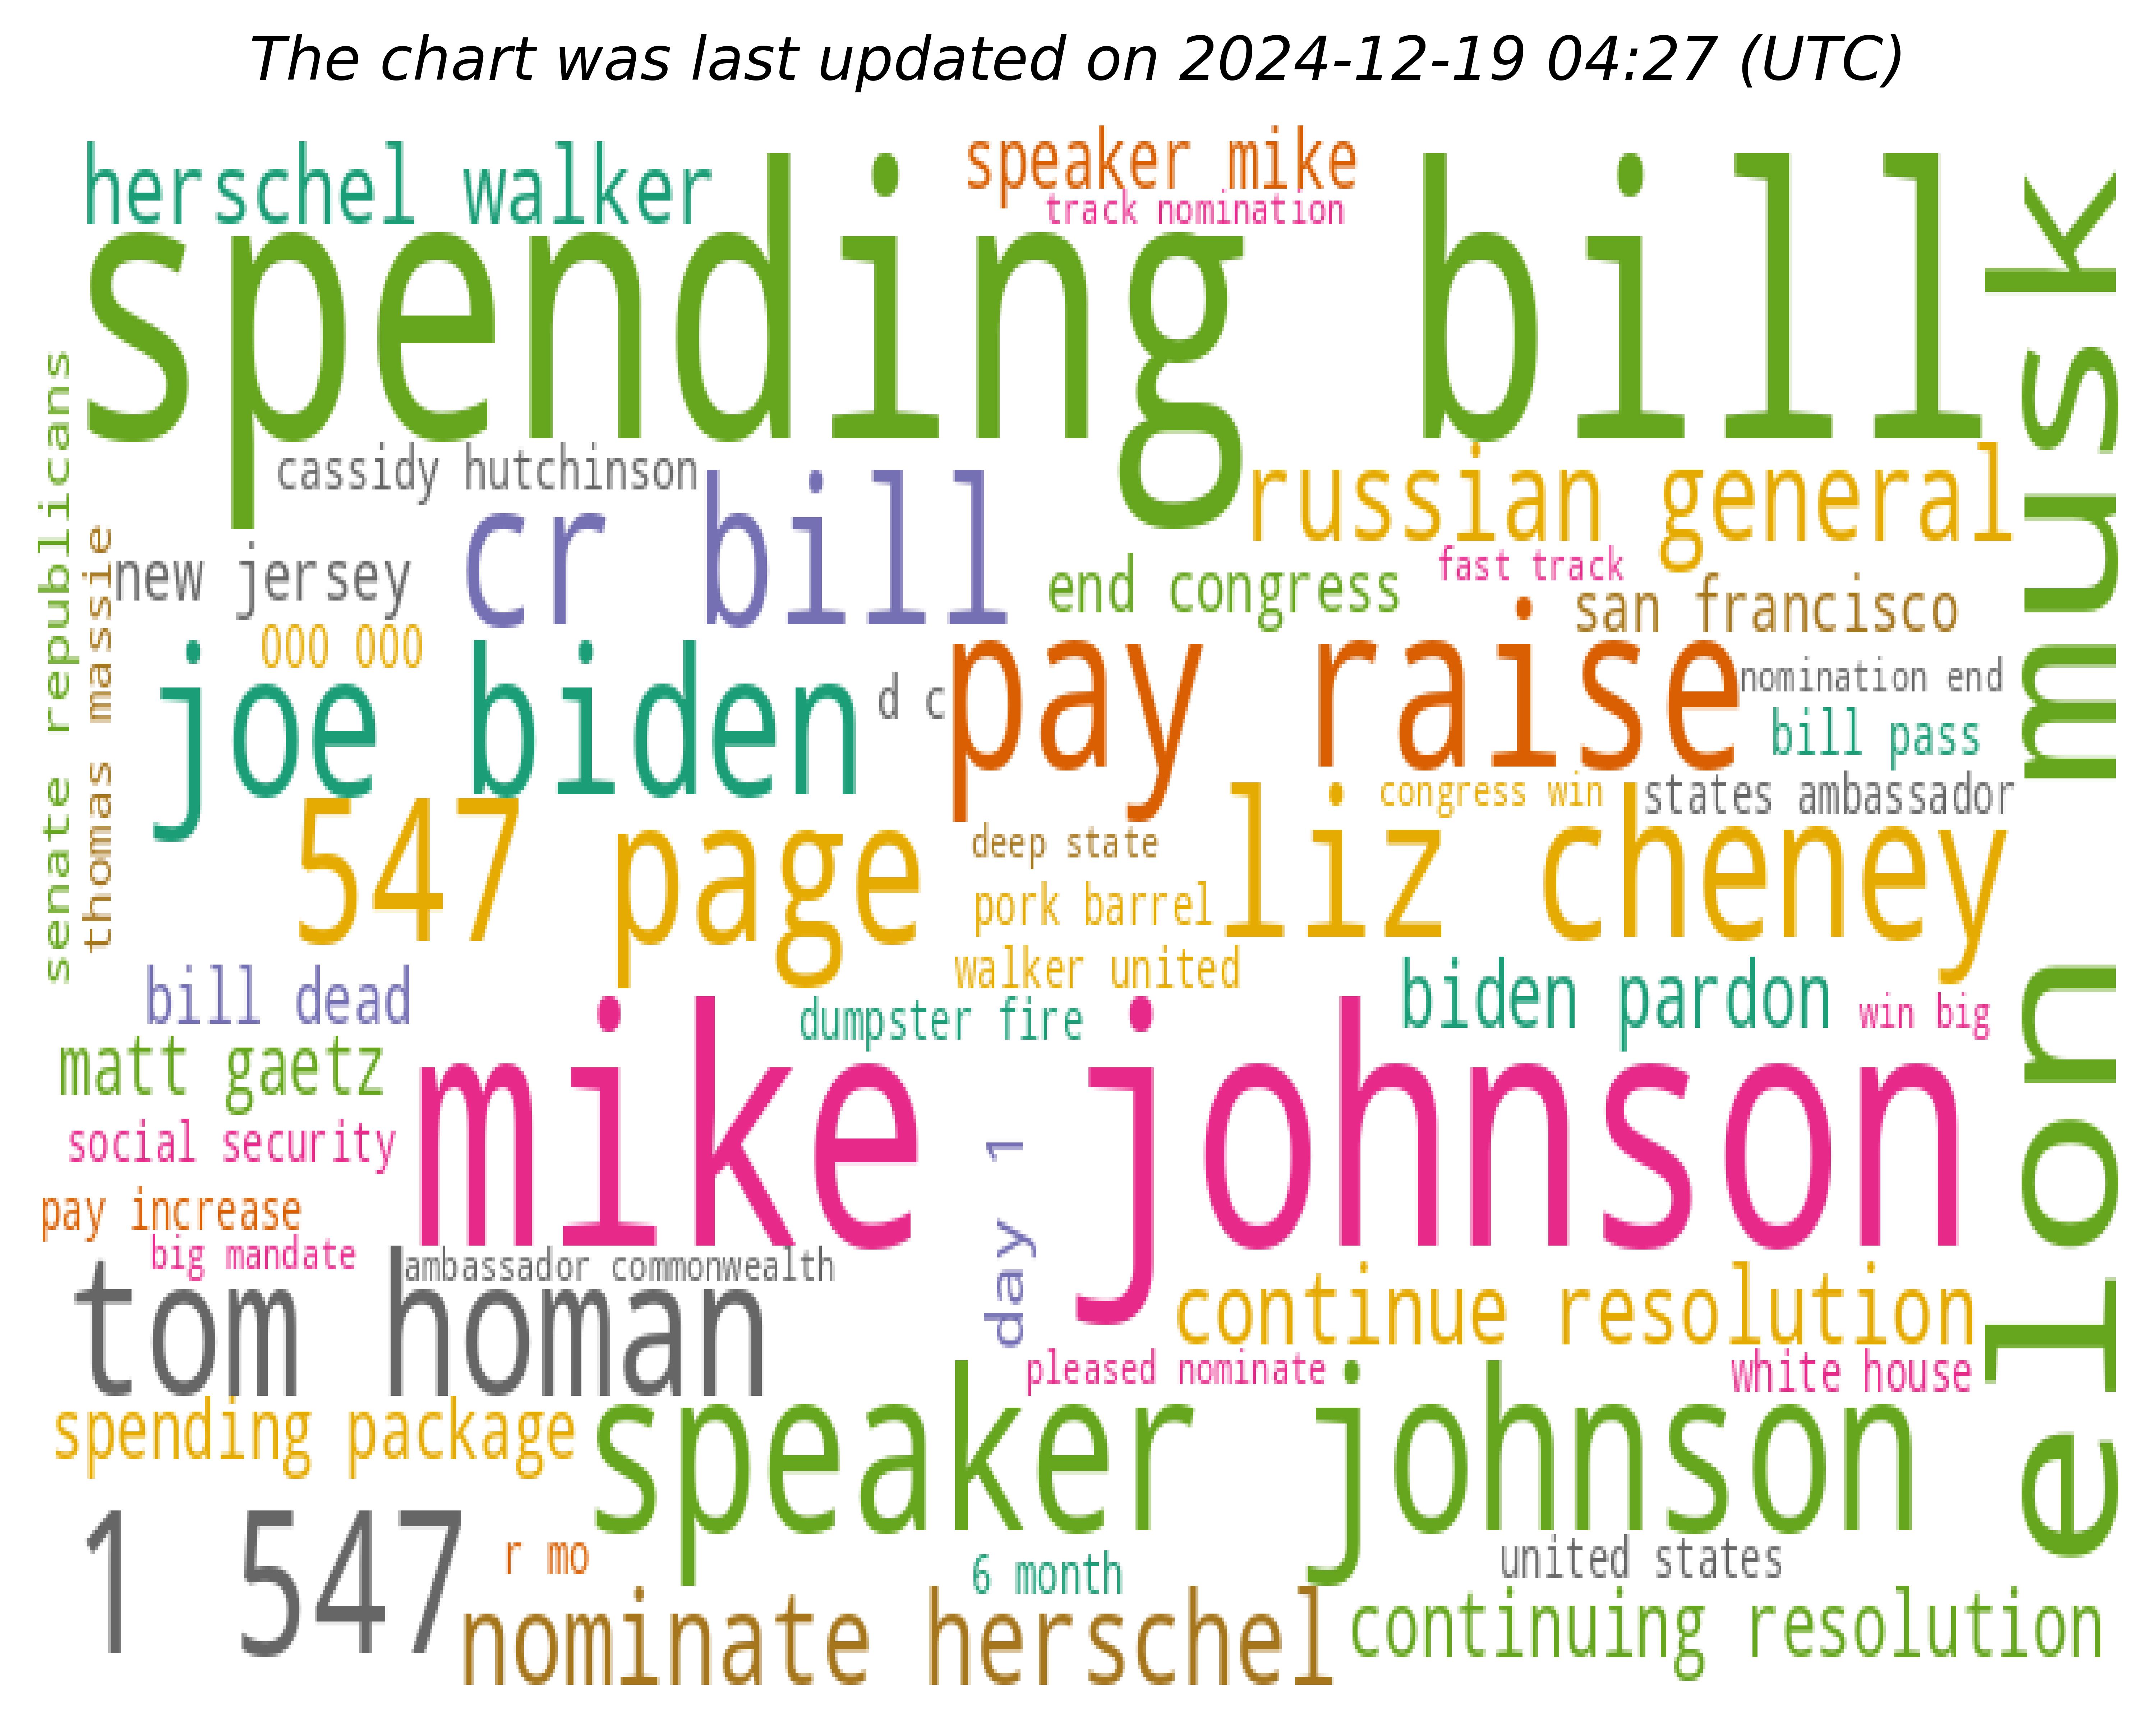 The chart was last updated on 2024-12-19 04:27 (UTC)
herschel walker
speaker mike
track nomination
spending bill
elon musk
senate republicans
cassidy hutchinson
cr bill
russian general
thomas massie
new jersey
end congress
fast track
san francisco
000 000
joe biden
d c
pay raise
nomination end
bill pass
547 page
congress win
states ambassador
deep state
liz cheney
pork barrel
walker united
bill dead
dumpster fire
biden pardon
win big
matt gaetz
mike johnson
social security
day 1
pay increase
big mandate
ambassador commonwealth
tom homan
continue resolution
pleased nominate
white house
spending package
speaker johnson
1 547
r mo
6 month
united states
nominate herschel
continuing resolution